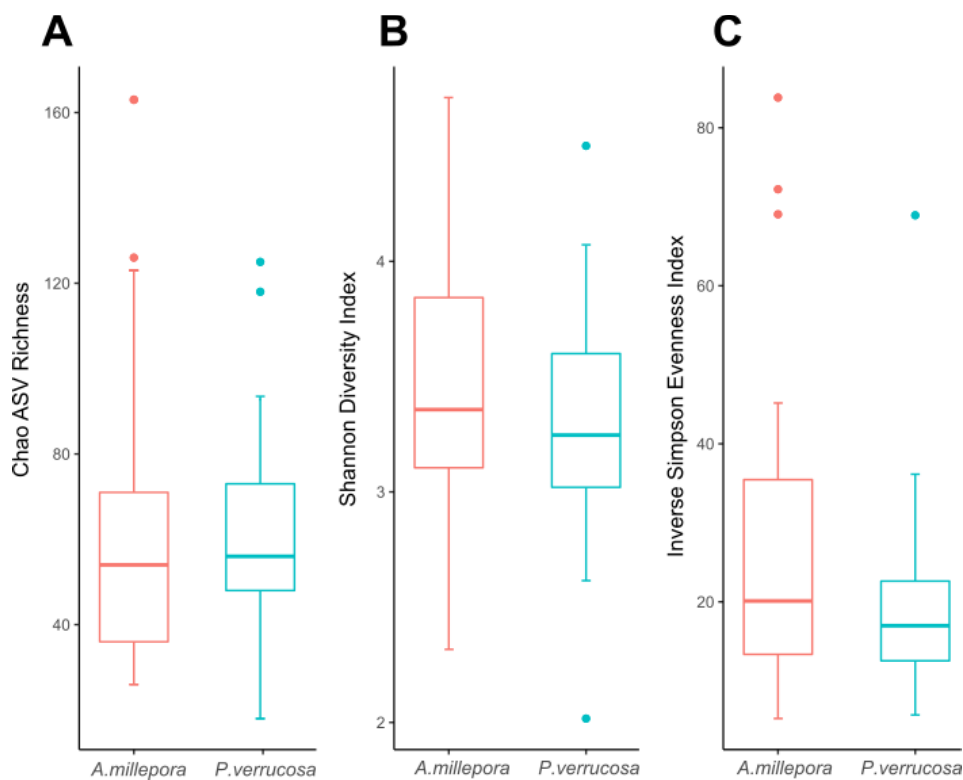 A
Chao ASV Richness
160
120
80
40
A.millepora
P.verrucosa
B
Shannon Diversity Index
4
3
2
A.millepora
P.verrucosa
C
Inverse Simpson Evenness Index
80
60
40
20
A.millepora
P.verrucosa